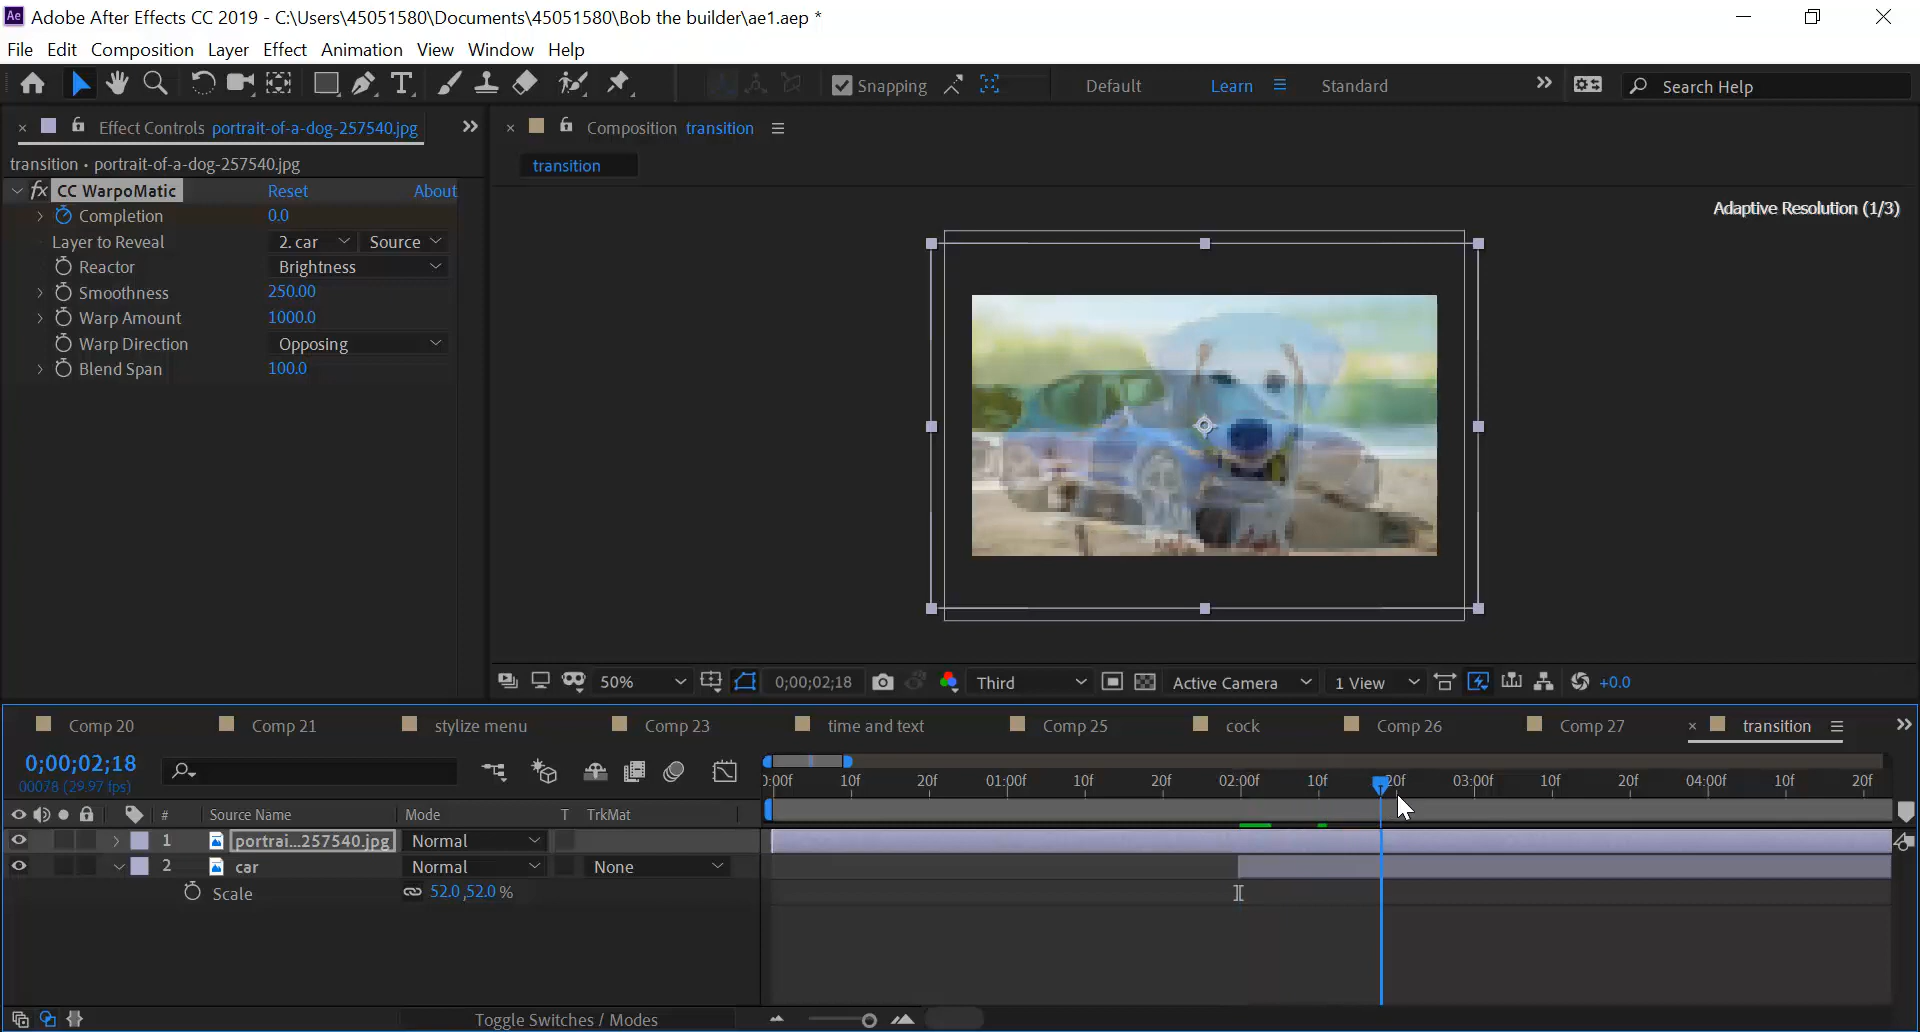 Ae Adobe After Effects CC 2019 - C:\Users\45051580\Documents\45051580\Bob the builder\ae1.aep *
File Edit Composition Layer Effect Animation View Window Help
T Snapping Default Learn Standard Search Help
Effect Controls portrait-of-a-dog-257540.jpg
Composition transition
transition • portrait-of-a-dog-257540.jpg
transition
fx CC WarpoMatic Reset About
Completion 0.0
Layer to Reveal 2. car Source
Reactor Brightness
Smoothness 250.00
Warp Amount 1000.0
Warp Direction Opposing
Blend Span 100.0
Adaptive Resolution (1/3)
50% 0;00;02;18 Third Active Camera 1 View +0.0
Comp 20 Comp 21 stylize menu Comp 23 time and text Comp 25 cock Comp 26 Comp 27 transition
0;00;02;18
00078 (29.97 fps)
0:00f 10f 20f 01:00f 10f 20f 02:00f 10f 20f 03:00f 10f 20f 04:00f 10f 20f
# Source Name Mode T TrkMat
1 portrai...257540.jpg Normal
2 car Normal None
Scale 52.0,52.0 %
Toggle Switches / Modes